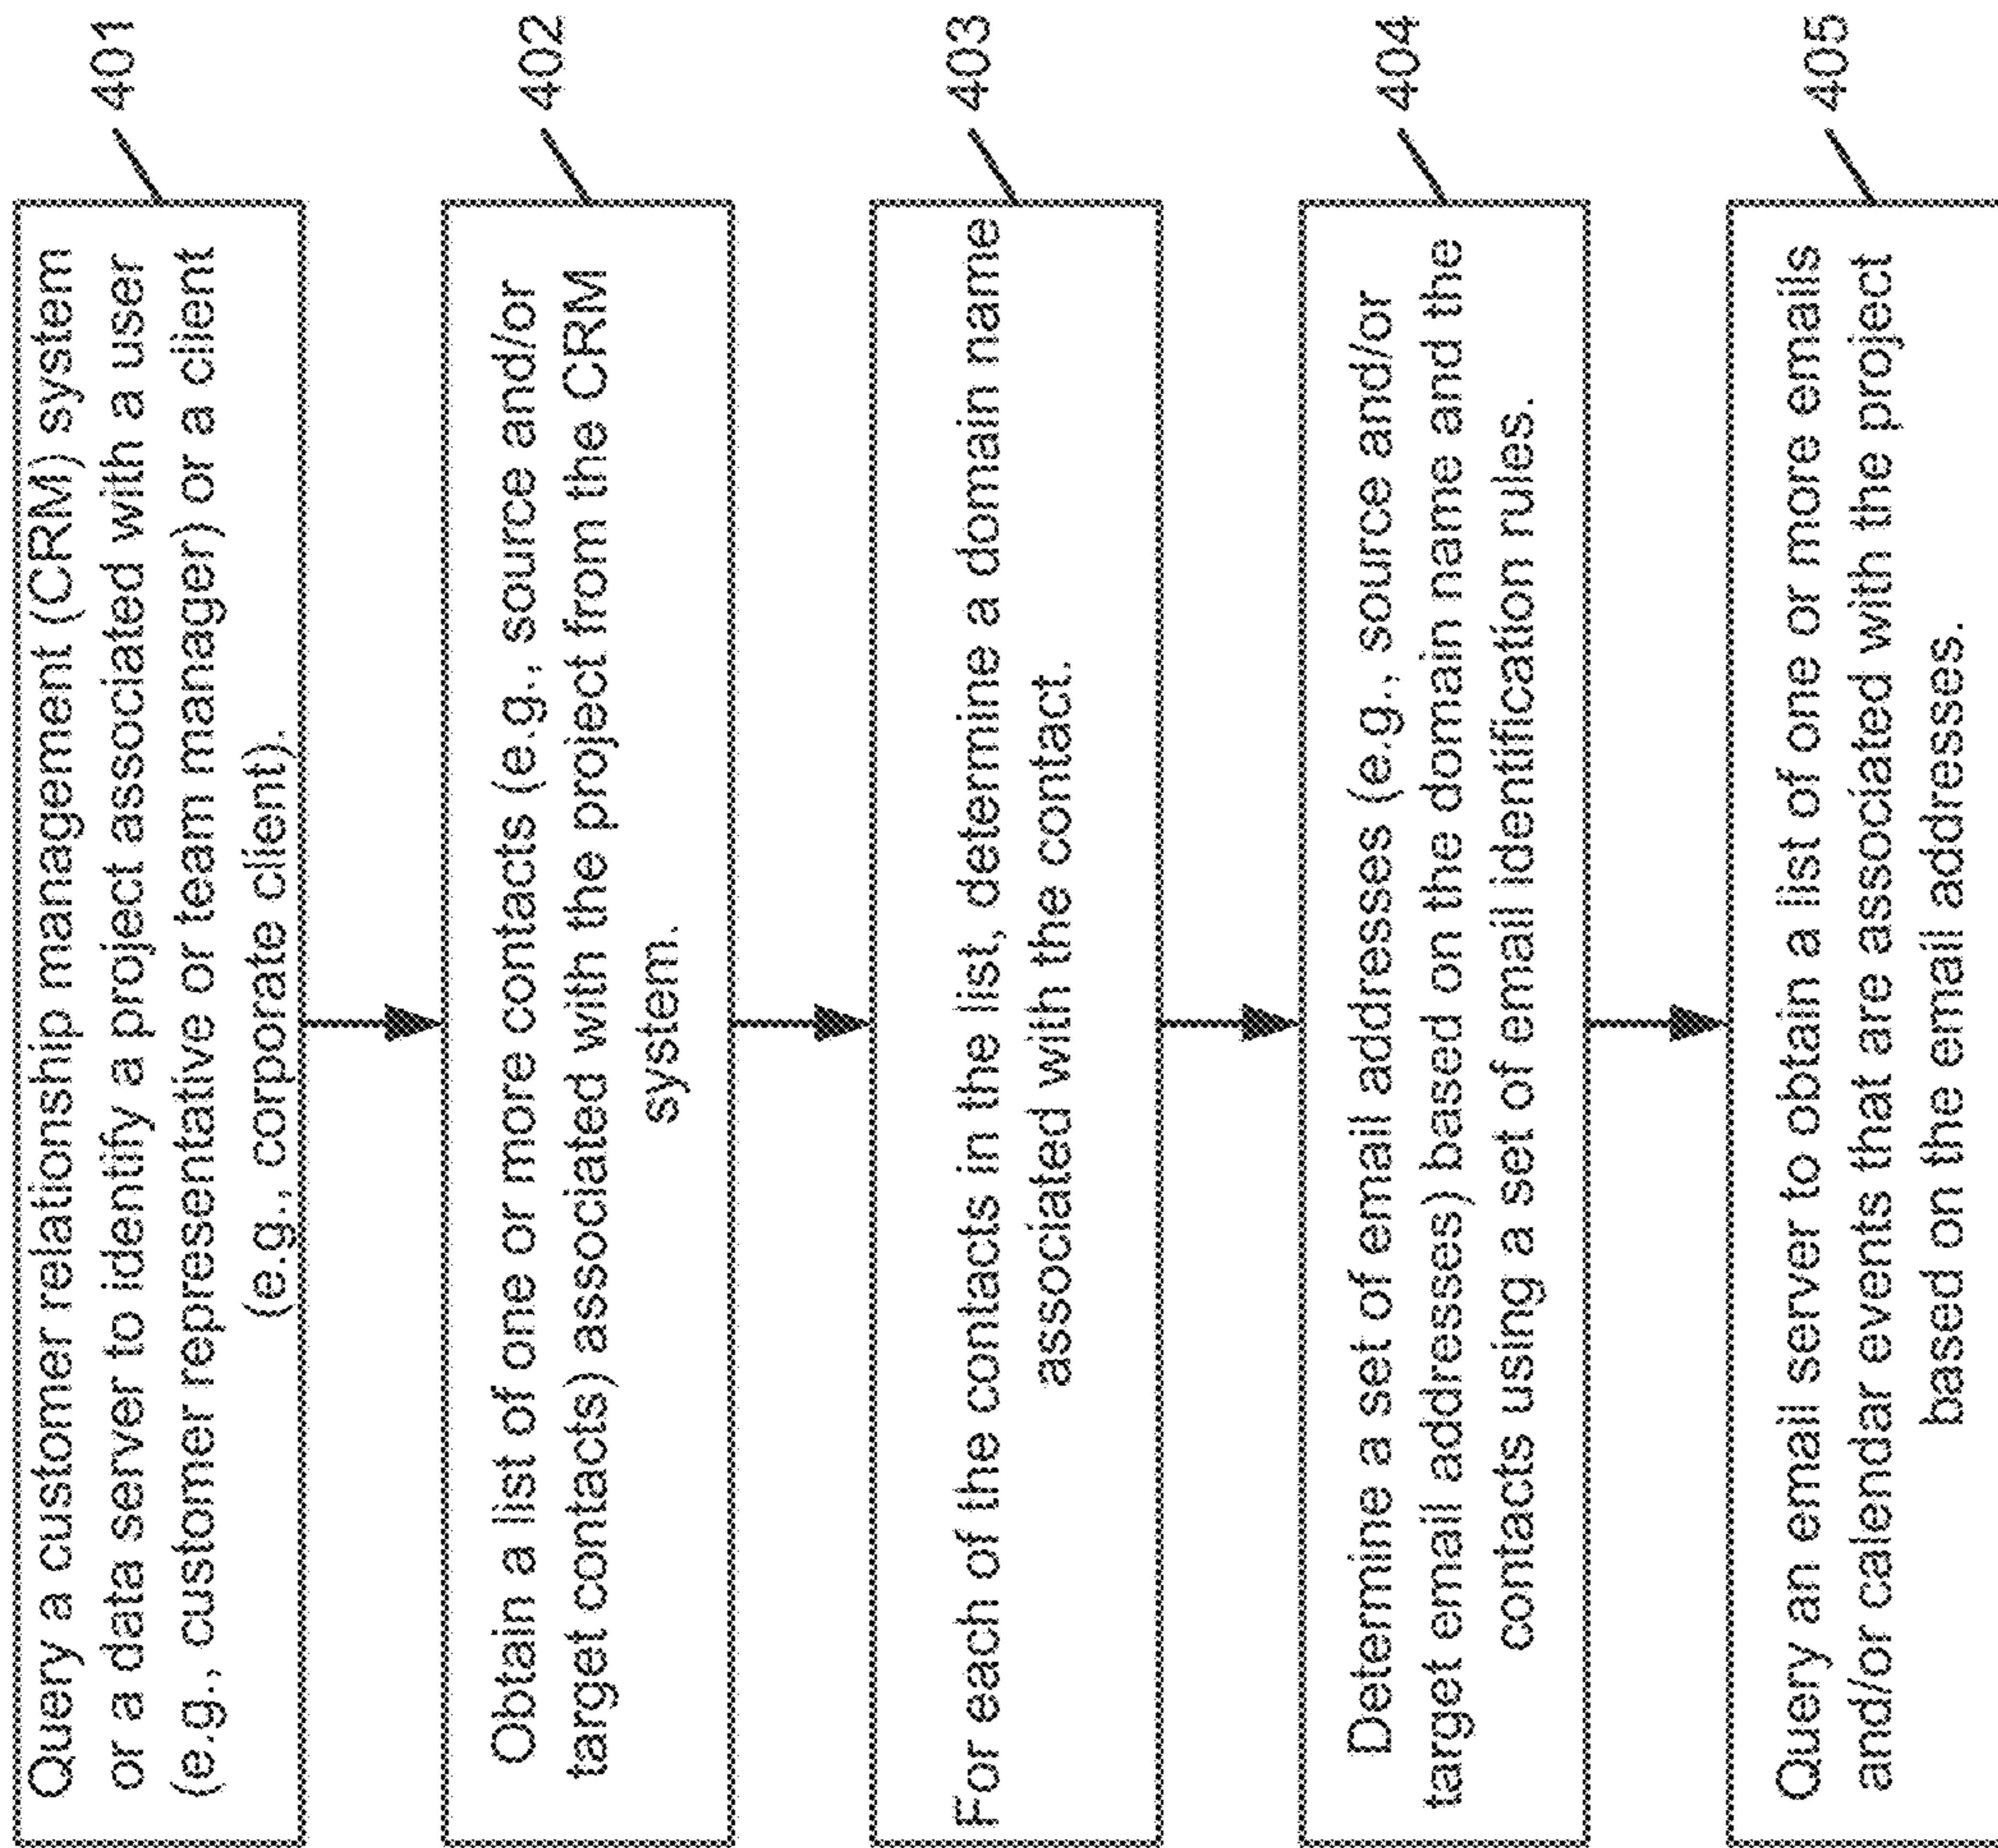 Query a customer relationship management (CRM) system
or a data server to identify a project associated with a user
(e.g., customer representative or team manager) or a client
(e.g., corporate client).
401
Obtain a list of one or more contacts (e.g., source and/or
target contacts) associated with the project from the CRM
system.
402
For each of the contacts in the list, determine a domain name
associated with the contact.
403
Determine a set of email addresses (e.g., source and/or
target email addresses) based on the domain name and the
contacts using a set of email identification rules.
404
Query an email server to obtain a list of one or more emails
and/or calendar events that are associated with the project
based on the email addresses.
405